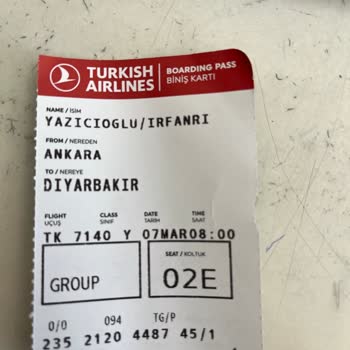 TURKISH AIRLINES
BOARDING PASS
BİNİŞ KARTI
NAME / İSİM
YAZICIOGLU/IRFANRI
FROM / NEREDEN
ANKARA
TO / NEREYE
DIYARBAKIR
FLIGHT CLASS DATE TIME
UÇUŞ SINIF TARİH SAAT
TK 7140 Y 07MAR08:00
SEAT / KOLTUK
GROUP 02E
0/0 094 TG/P
235 2120 4487 45/1